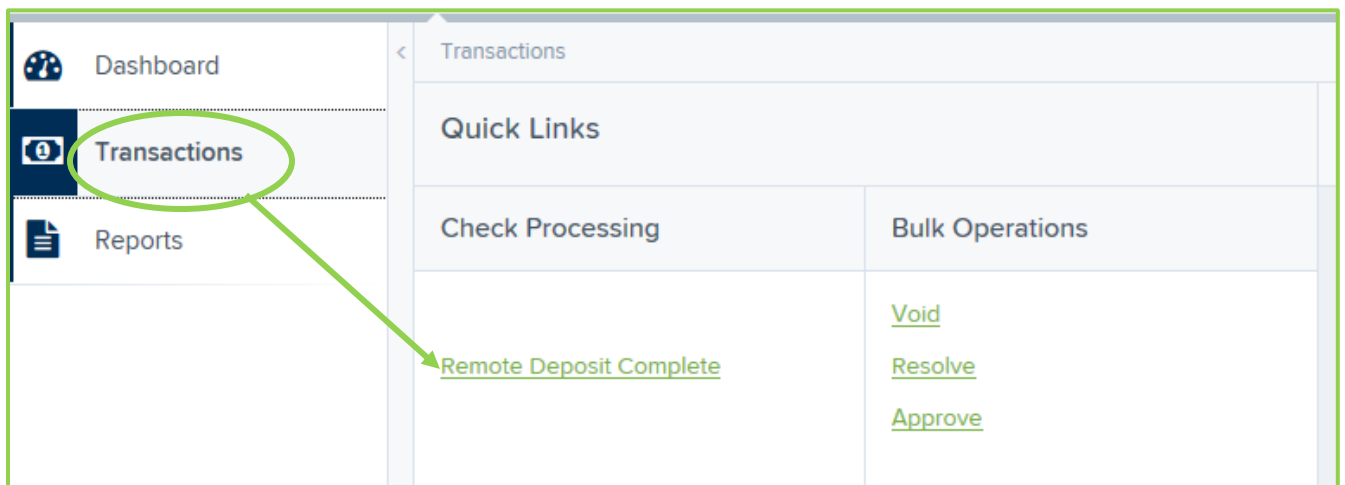 Dashboard
Transactions
Reports
<
Transactions
Quick Links
Check Processing
Bulk Operations
Remote Deposit Complete
Void
Resolve
Approve